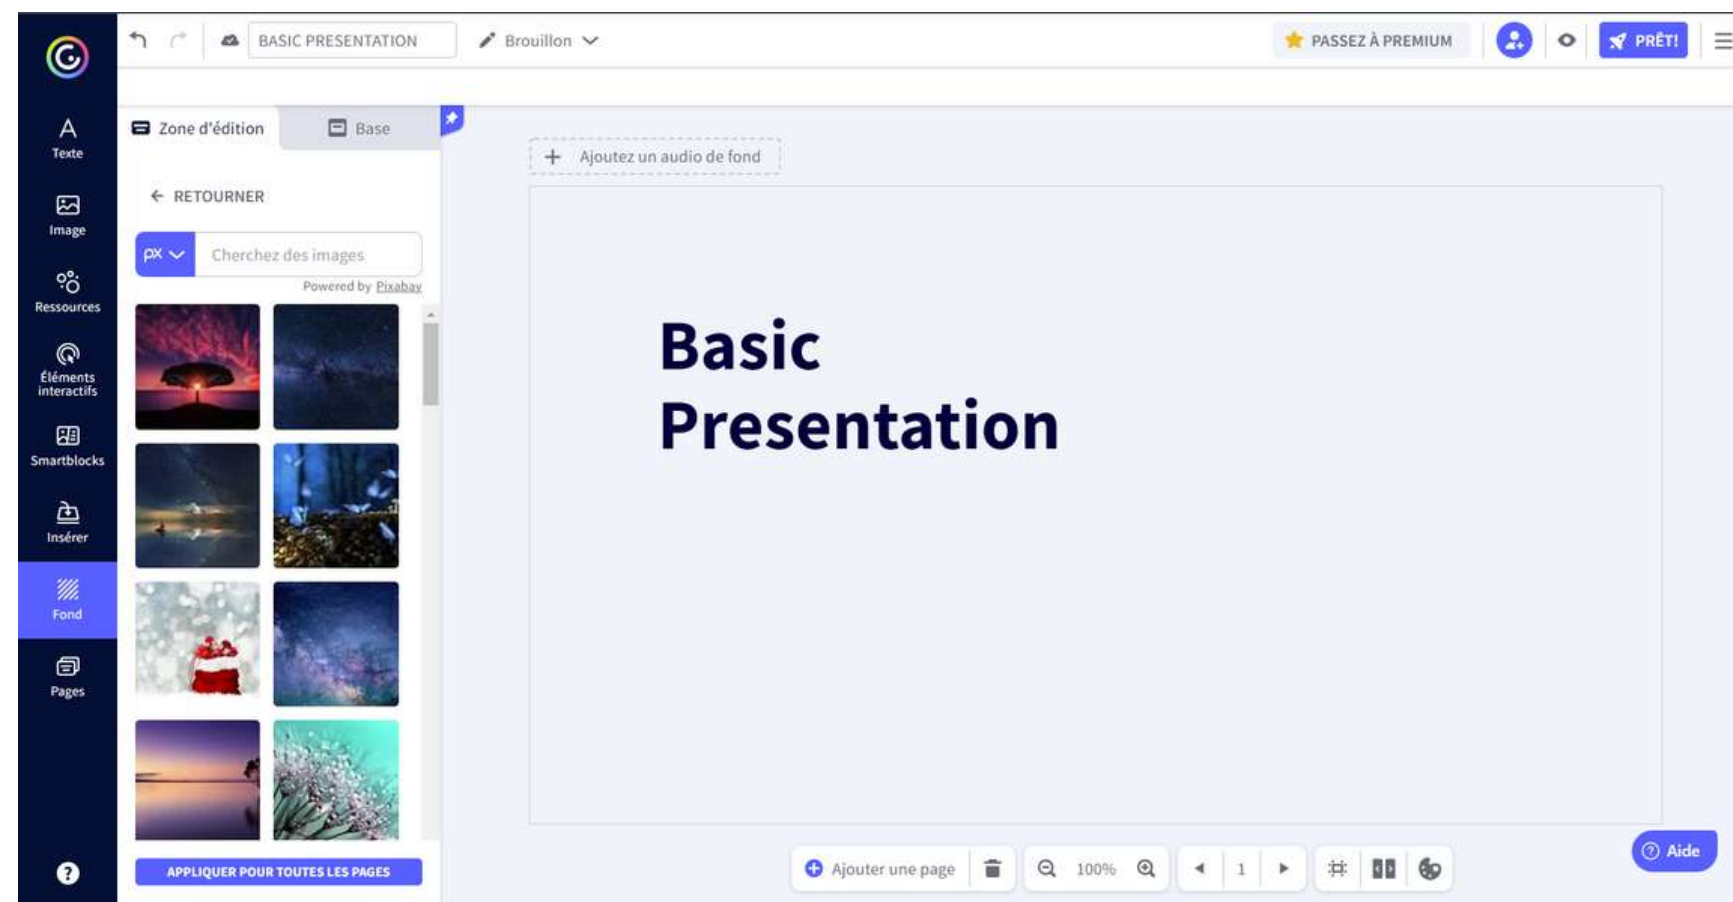 BASIC PRESENTATION
Brouillon
PASSEZ À PREMIUM
PRÊT!
Texte
Image
Ressources
Éléments
interactifs
Smartblocks
Insérer
Fond
Pages
Zone d'édition
Base
RETOURNER
px
Cherchez des images
Powered by Pixabay
APPLIQUER POUR TOUTES LES PAGES
Ajoutez un audio de fond
Basic
Presentation
Ajouter une page
100%
1
Aide